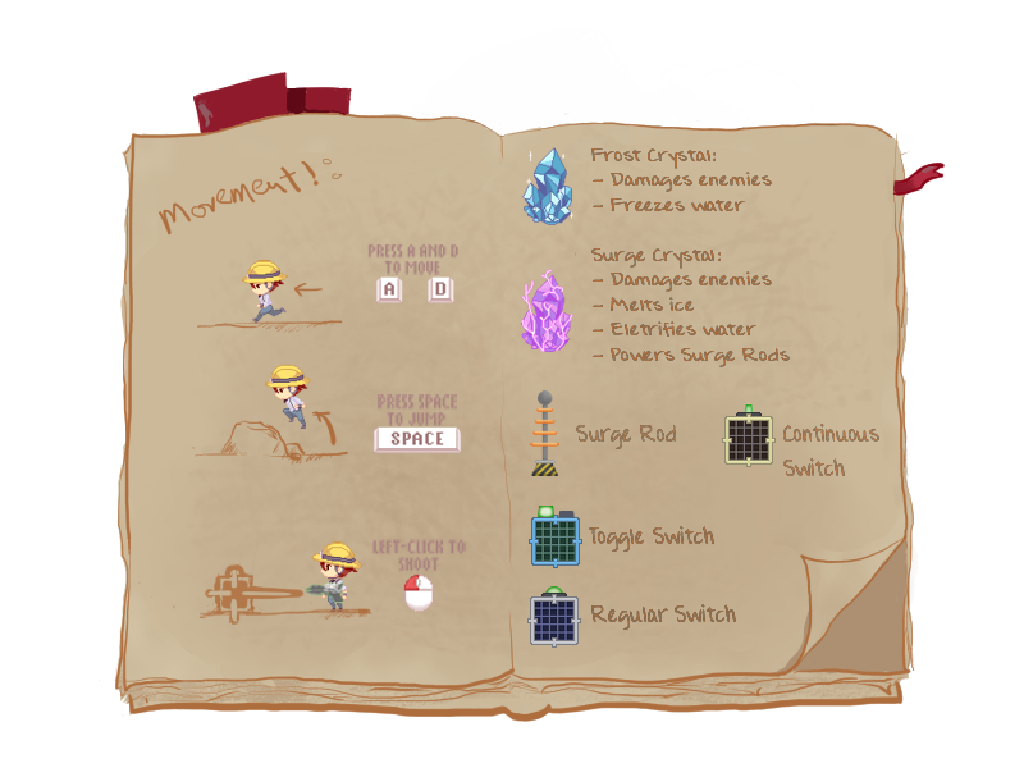 Movement!
PRESS A AND D
TO MOVE
A D
PRESS SPACE
TO JUMP
SPACE
LEFT-CLICK TO
SHOOT
Frost Crystal:
- Damages enemies
- Freezes water
Surge Crystal:
- Damages enemies
- Melts ice
- Eletrifies water
- Powers Surge Rods
Surge Rod
Continuous
Switch
Toggle Switch
Regular Switch